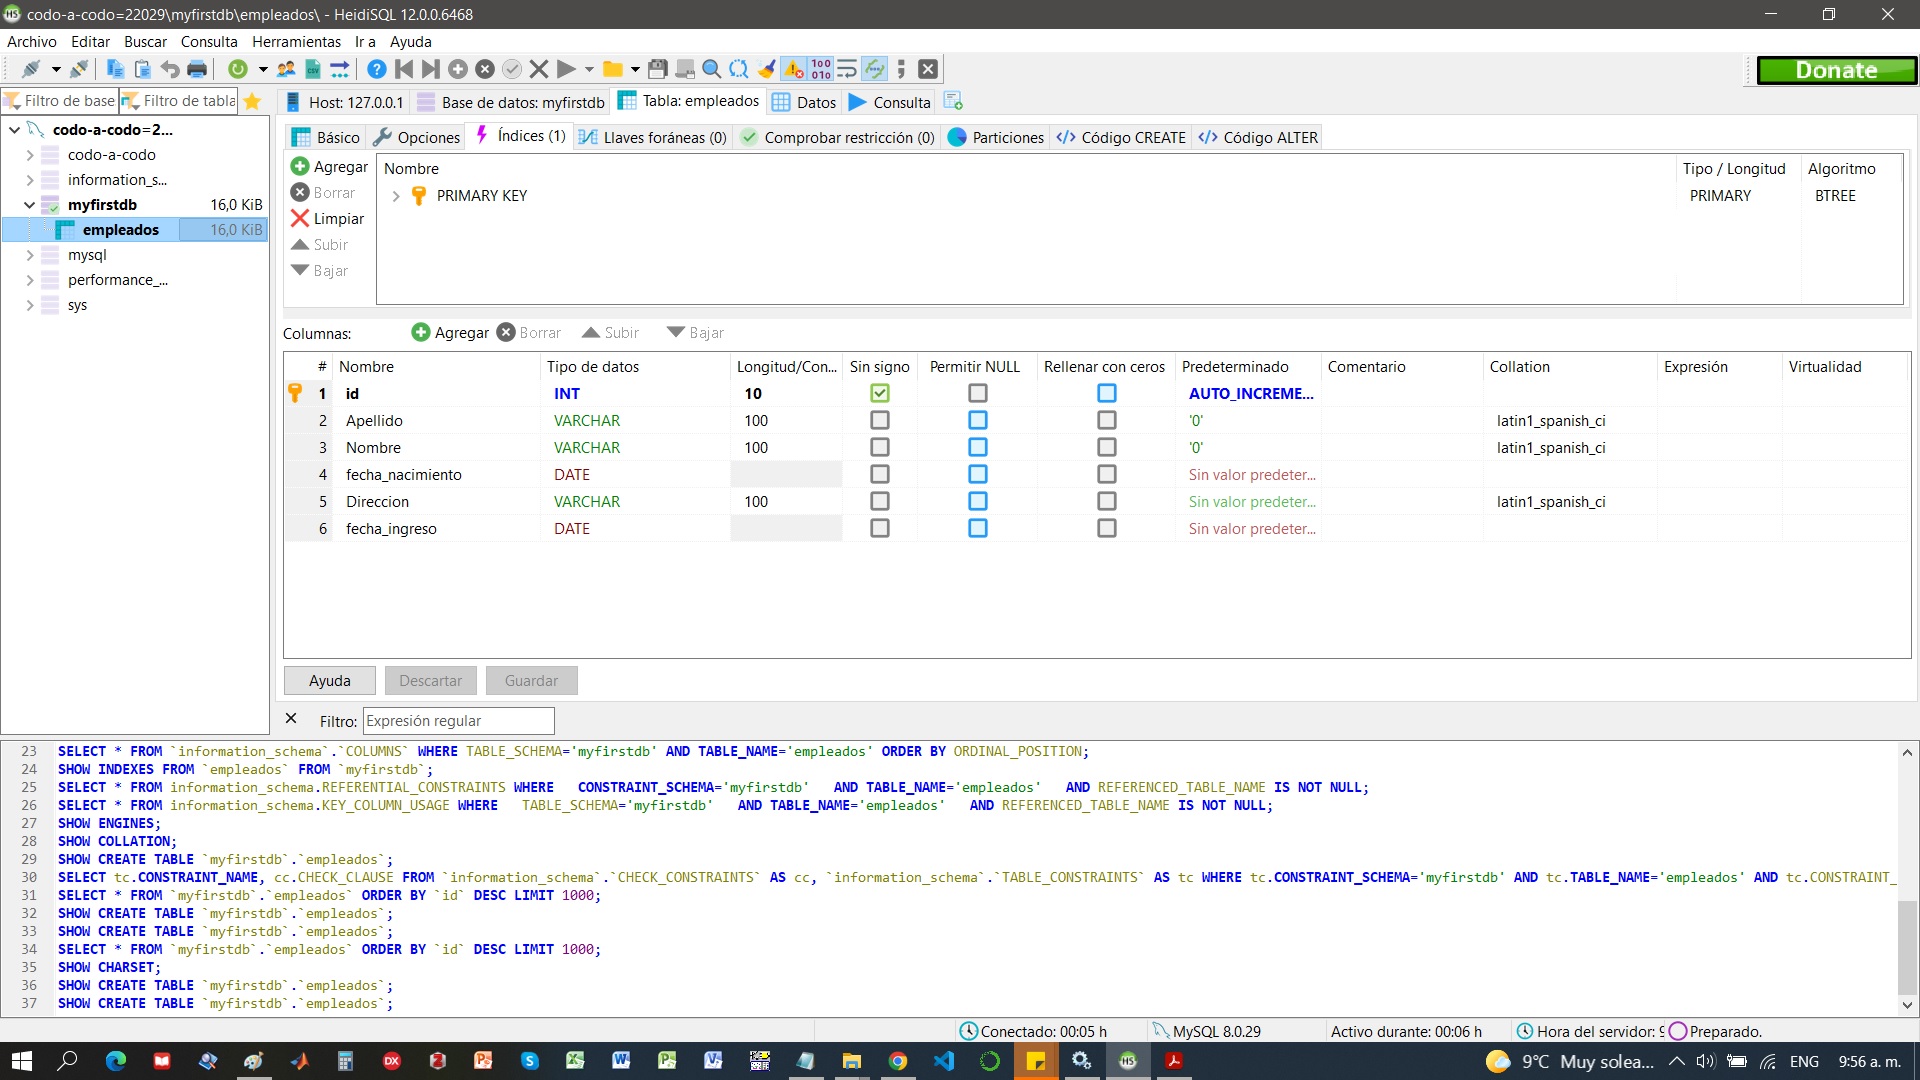 codo-a-codo=22029\myfirstdb\empleados\ - HeidiSQL 12.0.0.6468
Archivo Editar Buscar Consulta Herramientas Ir a Ayuda
Donate
Filtro de base Filtro de tabla Host: 127.0.0.1 Base de datos: myfirstdb Tabla: empleados Datos Consulta
codo-a-codo=2...
codo-a-codo
information_s...
myfirstdb 16,0 KiB
empleados 16,0 KiB
mysql
performance_...
sys
Básico Opciones Índices (1) Llaves foráneas (0) Comprobar restricción (0) Particiones Código CREATE Código ALTER
Agregar
Borrar
Limpiar
Subir
Bajar
Nombre Tipo / Longitud Algoritmo
PRIMARY KEY PRIMARY BTREE
Columnas: Agregar Borrar Subir Bajar
# Nombre Tipo de datos Longitud/Con... Sin signo Permitir NULL Rellenar con ceros Predeterminado Comentario Collation Expresión Virtualidad
1 id INT 10 AUTO_INCREME...
2 Apellido VARCHAR 100 '0' latin1_spanish_ci
3 Nombre VARCHAR 100 '0' latin1_spanish_ci
4 fecha_nacimiento DATE Sin valor predeter...
5 Direccion VARCHAR 100 Sin valor predeter... latin1_spanish_ci
6 fecha_ingreso DATE Sin valor predeter...
Ayuda Descartar Guardar
Filtro: Expresión regular
23 SELECT * FROM `information_schema`.`COLUMNS` WHERE TABLE_SCHEMA='myfirstdb' AND TABLE_NAME='empleados' ORDER BY ORDINAL_POSITION;
24 SHOW INDEXES FROM `empleados` FROM `myfirstdb`;
25 SELECT * FROM information_schema.REFERENTIAL_CONSTRAINTS WHERE CONSTRAINT_SCHEMA='myfirstdb' AND TABLE_NAME='empleados' AND REFERENCED_TABLE_NAME IS NOT NULL;
26 SELECT * FROM information_schema.KEY_COLUMN_USAGE WHERE TABLE_SCHEMA='myfirstdb' AND TABLE_NAME='empleados' AND REFERENCED_TABLE_NAME IS NOT NULL;
27 SHOW ENGINES;
28 SHOW COLLATION;
29 SHOW CREATE TABLE `myfirstdb`.`empleados`;
30 SELECT tc.CONSTRAINT_NAME, cc.CHECK_CLAUSE FROM `information_schema`.`CHECK_CONSTRAINTS` AS cc, `information_schema`.`TABLE_CONSTRAINTS` AS tc WHERE tc.CONSTRAINT_SCHEMA='myfirstdb' AND tc.TABLE_NAME='empleados' AND tc.CONSTRAINT_
31 SELECT * FROM `myfirstdb`.`empleados` ORDER BY `id` DESC LIMIT 1000;
32 SHOW CREATE TABLE `myfirstdb`.`empleados`;
33 SHOW CREATE TABLE `myfirstdb`.`empleados`;
34 SELECT * FROM `myfirstdb`.`empleados` ORDER BY `id` DESC LIMIT 1000;
35 SHOW CHARSET;
36 SHOW CREATE TABLE `myfirstdb`.`empleados`;
37 SHOW CREATE TABLE `myfirstdb`.`empleados`;
Conectado: 00:05 h MySQL 8.0.29 Activo durante: 00:06 h Hora del servidor: 9 Preparado.
9°C Muy solea... ENG 9:56 a. m.